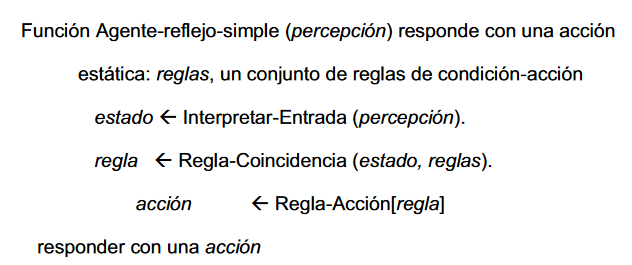 Función Agente-reflejo-simple (percepción) responde con una acción
estática: reglas, un conjunto de reglas de condición-acción
estado ← Interpretar-Entrada (percepción).
regla ← Regla-Coincidencia (estado, reglas).
acción ← Regla-Acción[regla]
responder con una acción